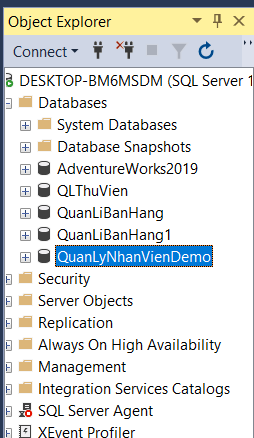 Object Explorer
Connect
DESKTOP-BM6MSDM (SQL Server 1
Databases
System Databases
Database Snapshots
AdventureWorks2019
QLThuVien
QuanLiBanHang
QuanLiBanHang1
QuanLyNhanVienDemo
Security
Server Objects
Replication
Always On High Availability
Management
Integration Services Catalogs
SQL Server Agent
XEvent Profiler